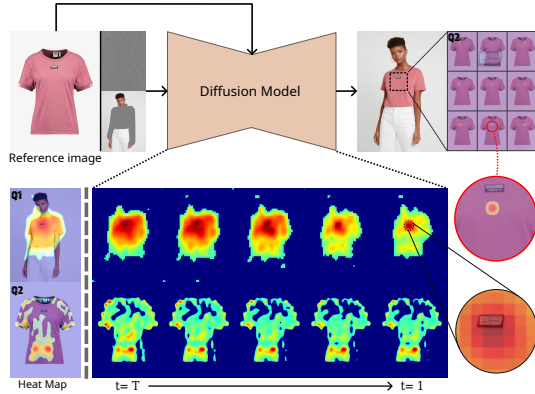 Q2
Diffusion Model
Reference image
Q1
Q2
Heat Map
t= T
t= 1